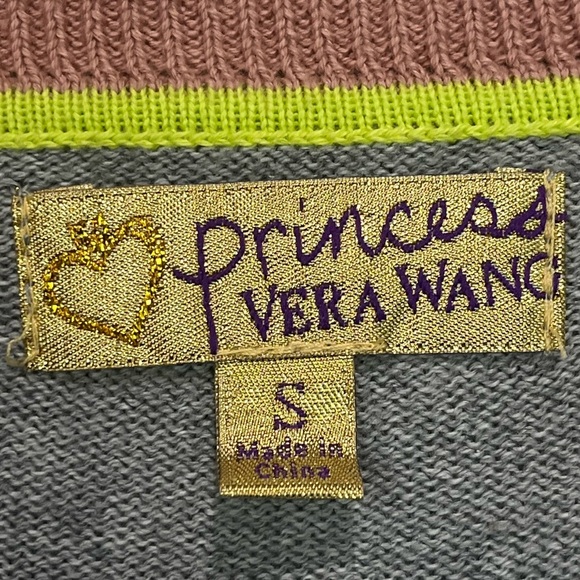 princess
VERA WANG
S
Made in
China